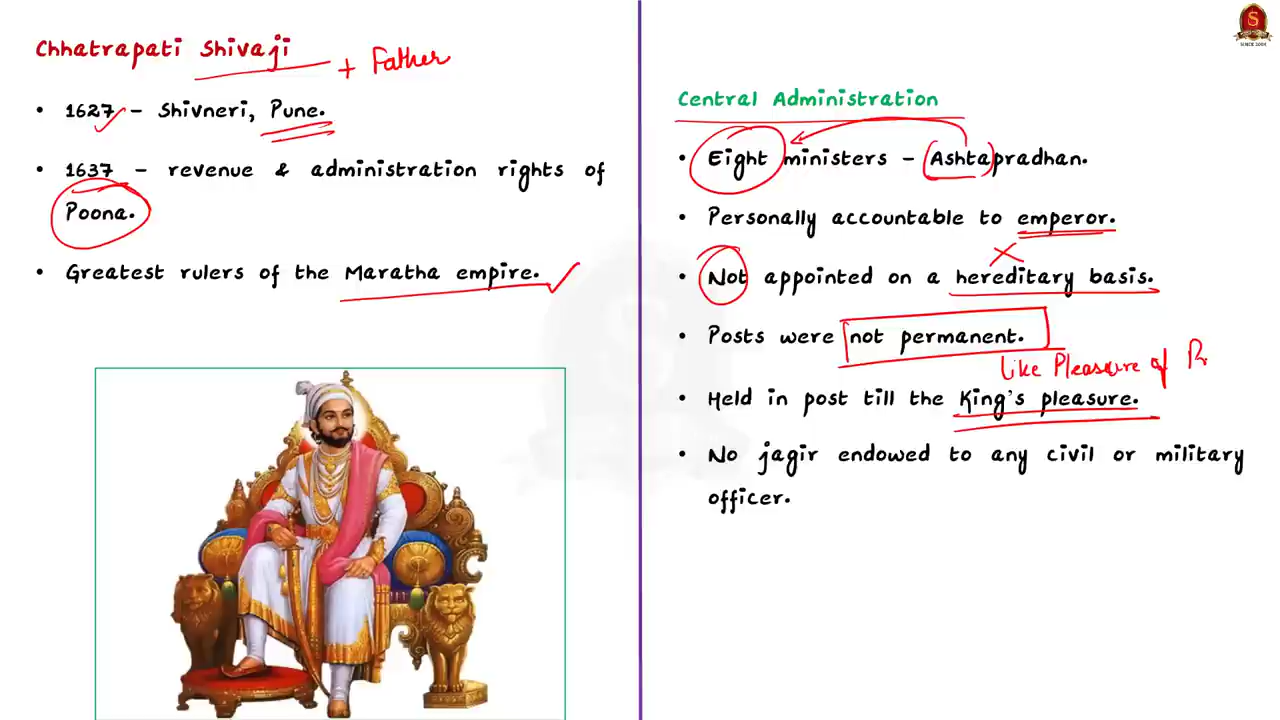 Chhatrapati Shivaji
+ Father
• 1627 – Shivneri, Pune.
• 1637 – revenue & administration rights of
Poona.
• Greatest rulers of the Maratha empire.
S
SINCE 2004
Central Administration
• Eight ministers – Ashtapradhan.
• Personally accountable to emperor.
• Not appointed on a hereditary basis.
• Posts were not permanent.
like Pleasure of
• Held in post till the King's pleasure.
• No jagir endowed to any civil or military
officer.